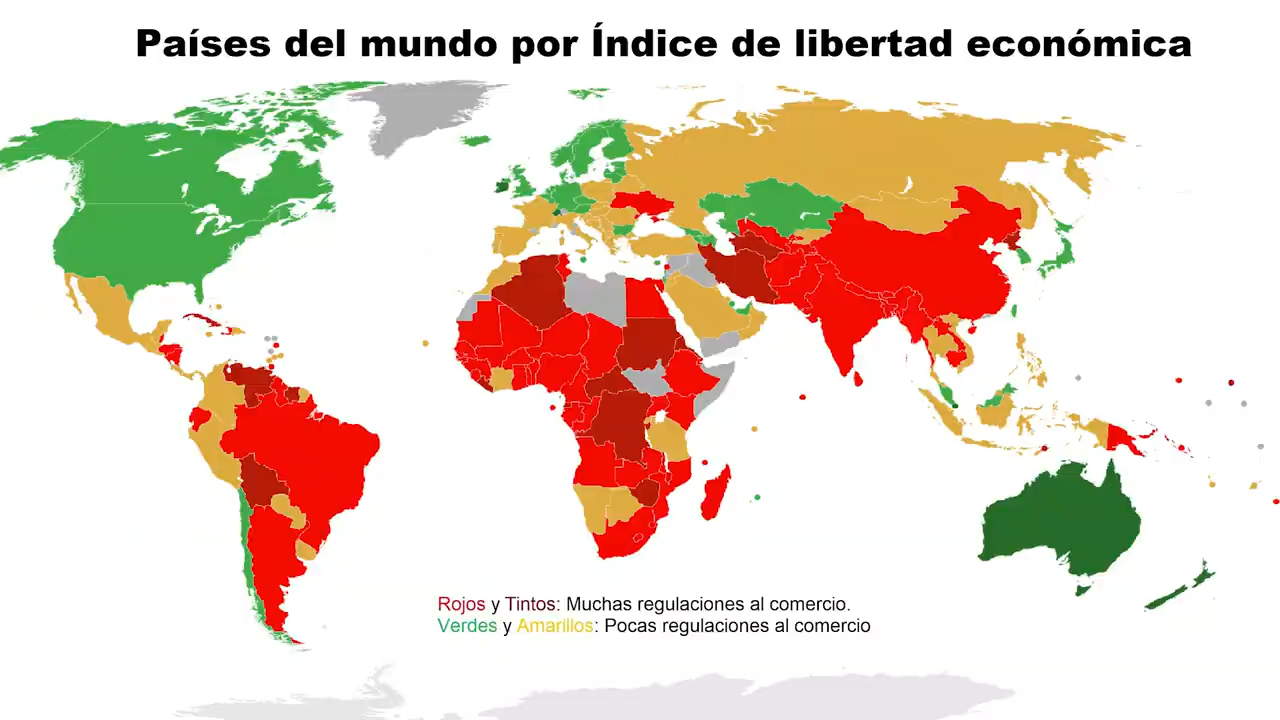 Países del mundo por Índice de libertad económica
Rojos y Tintos: Muchas regulaciones al comercio.
Verdes y Amarillos: Pocas regulaciones al comercio